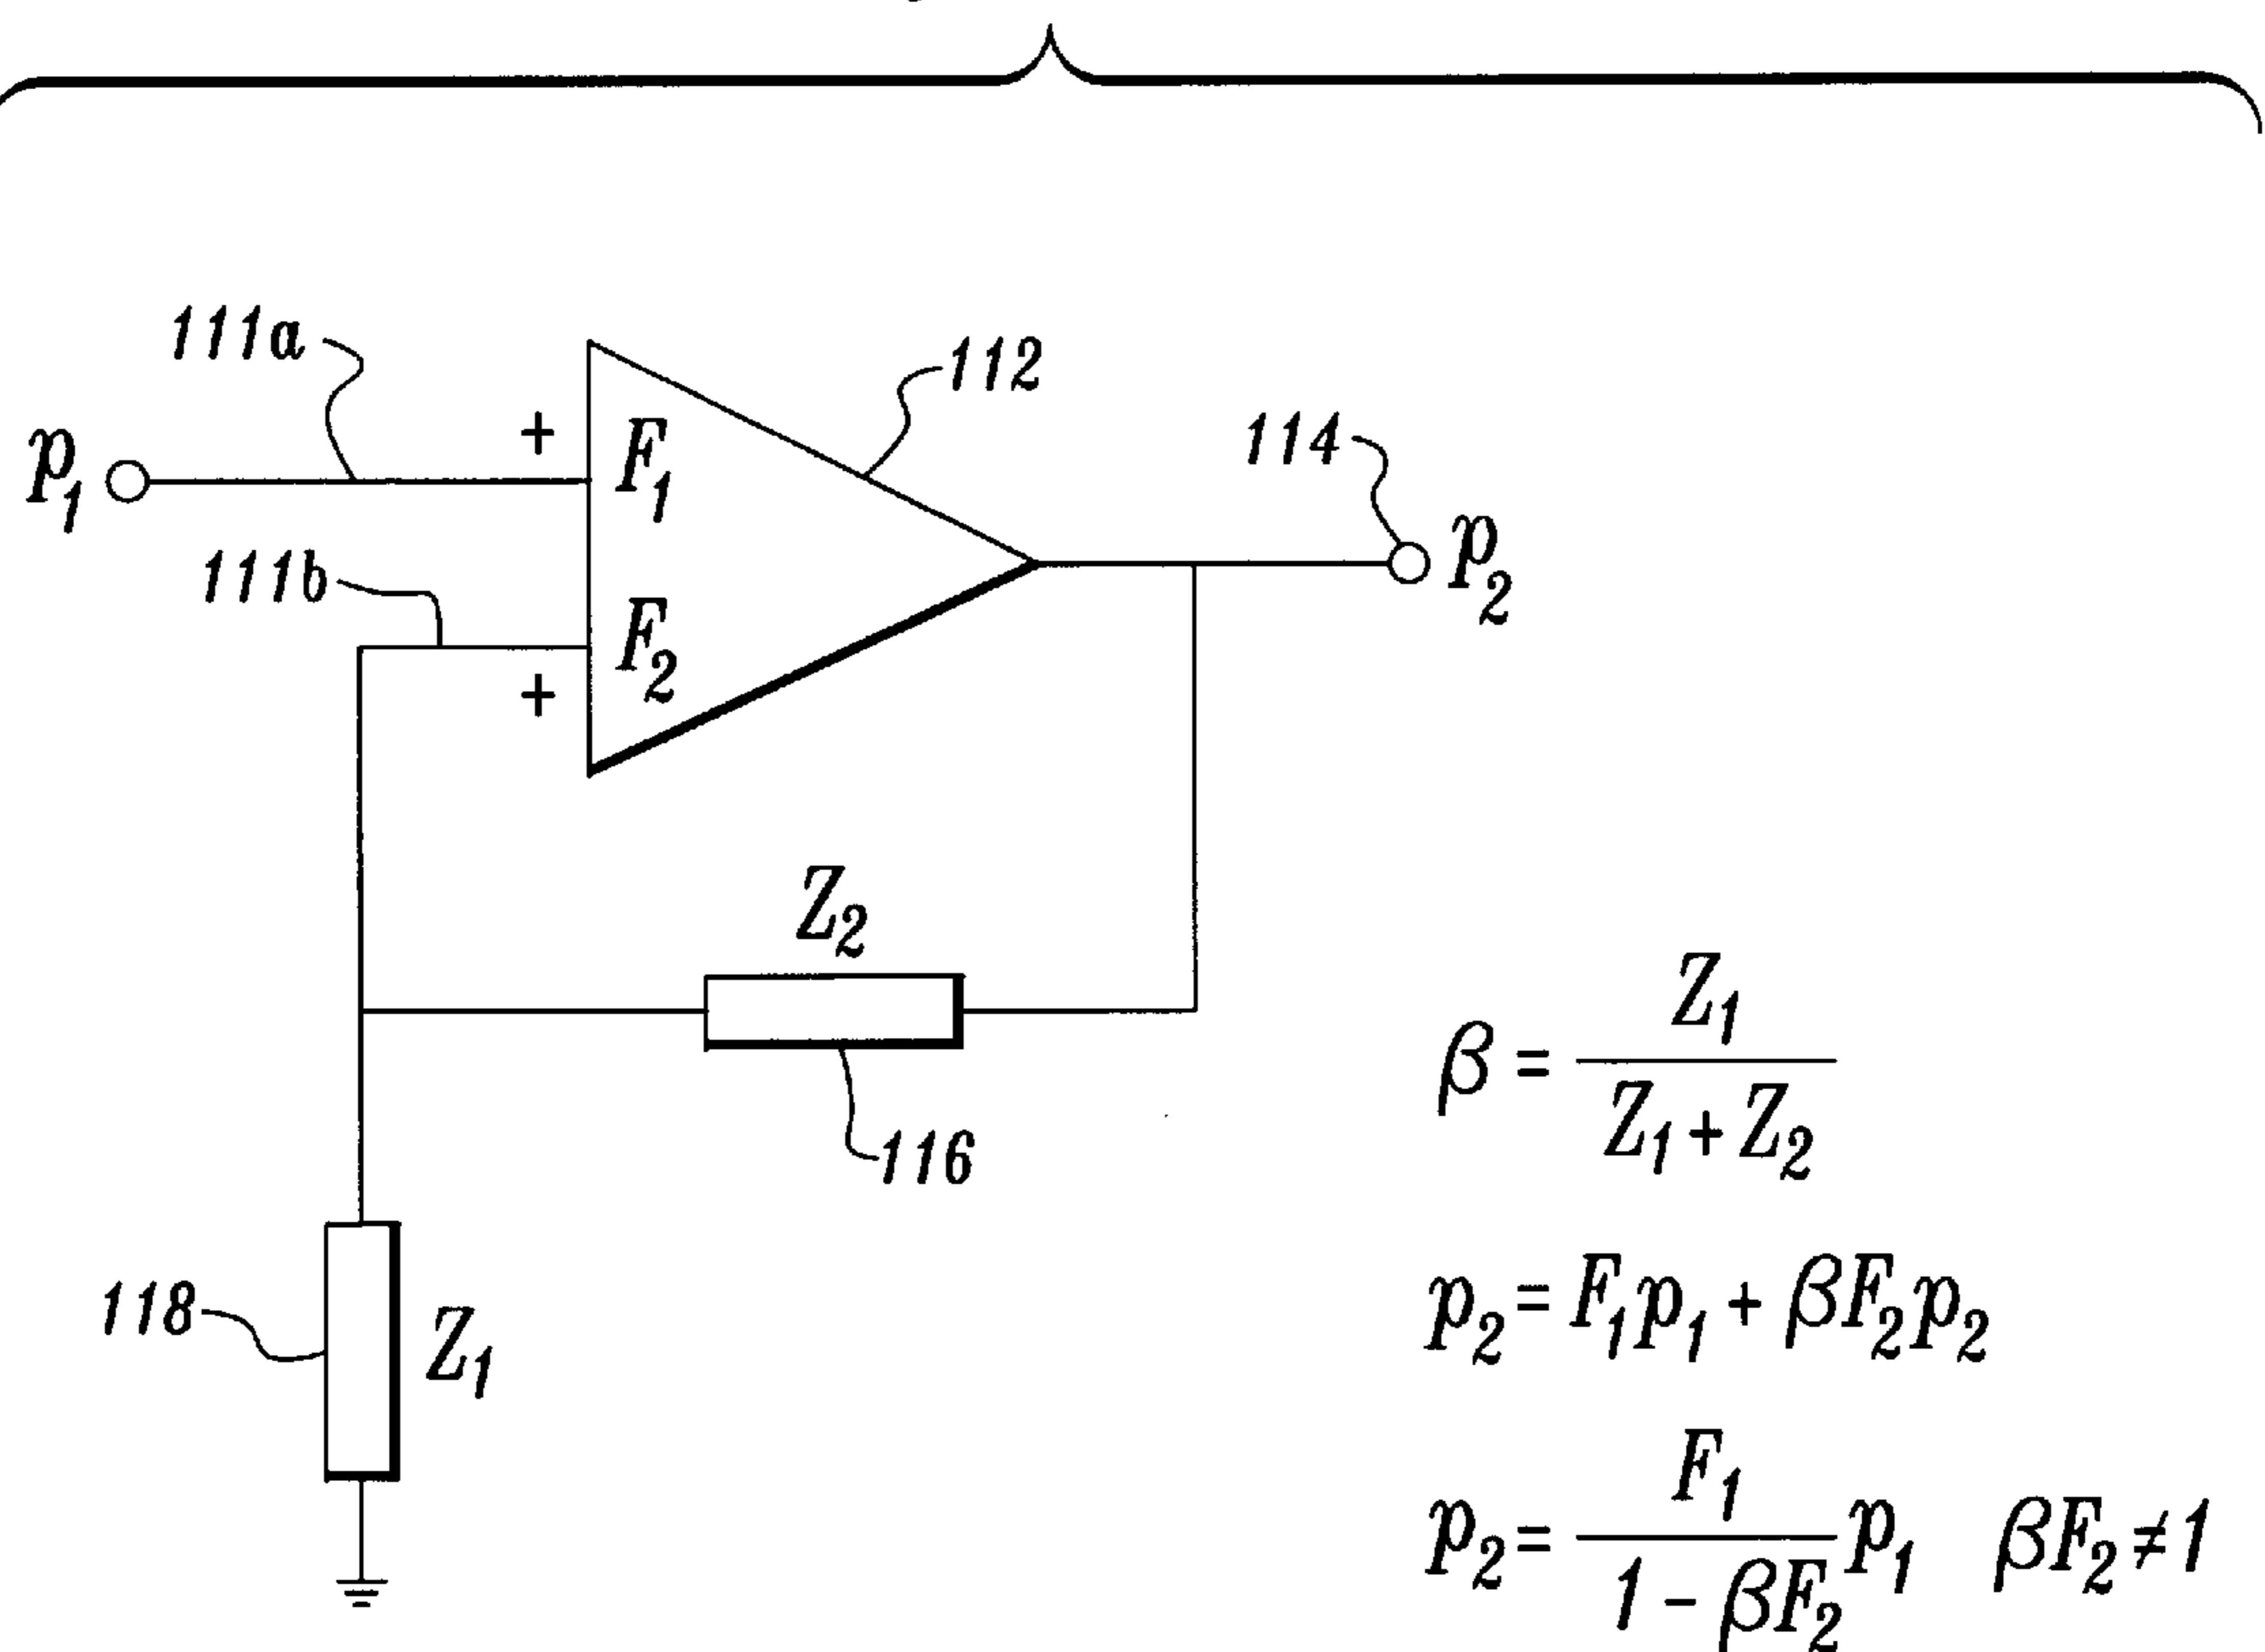 111a
112
114
p₁
+
F₁
p₂
111b
F₂
+
Z₂
116
118
Z₁
β = Z₁ / (Z₁ + Z₂)
p₂ = F₁p₁ + βF₂p₂
p₂ = F₁ / (1 - βF₂) p₁   βF₂ ≠ 1